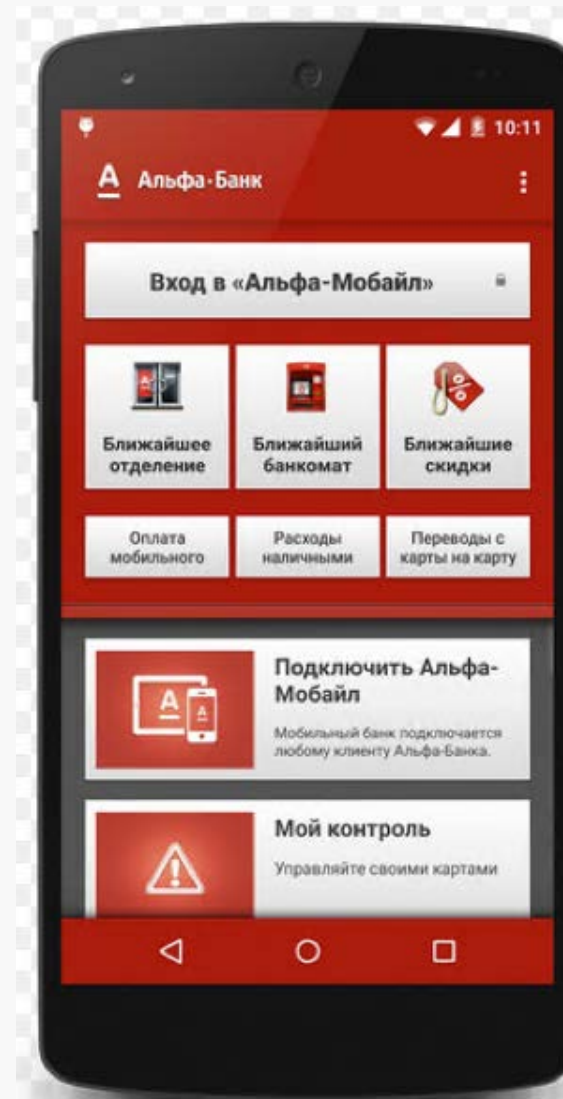 10:11
А Альфа·Банк
Вход в «Альфа-Мобайл»
Ближайшее
отделение
Ближайший
банкомат
Ближайшие
скидки
Оплата
мобильного
Расходы
наличными
Переводы с
карты на карту
А А
Подключить Альфа-
Мобайл
Мобильный банк подключается
любому клиенту Альфа-Банка.
Мой контроль
Управляйте своими картами